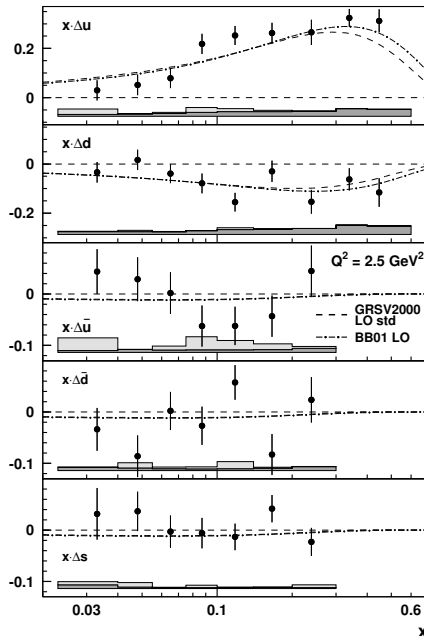 x·Δu
0.2
0
x·Δd
0
-0.2
Q² = 2.5 GeV²
0
GRSV2000
LO std
x·Δū
BB01 LO
-0.1
x·Δd̄
0
-0.1
0
x·Δs
-0.1
0.03
0.1
0.6
x